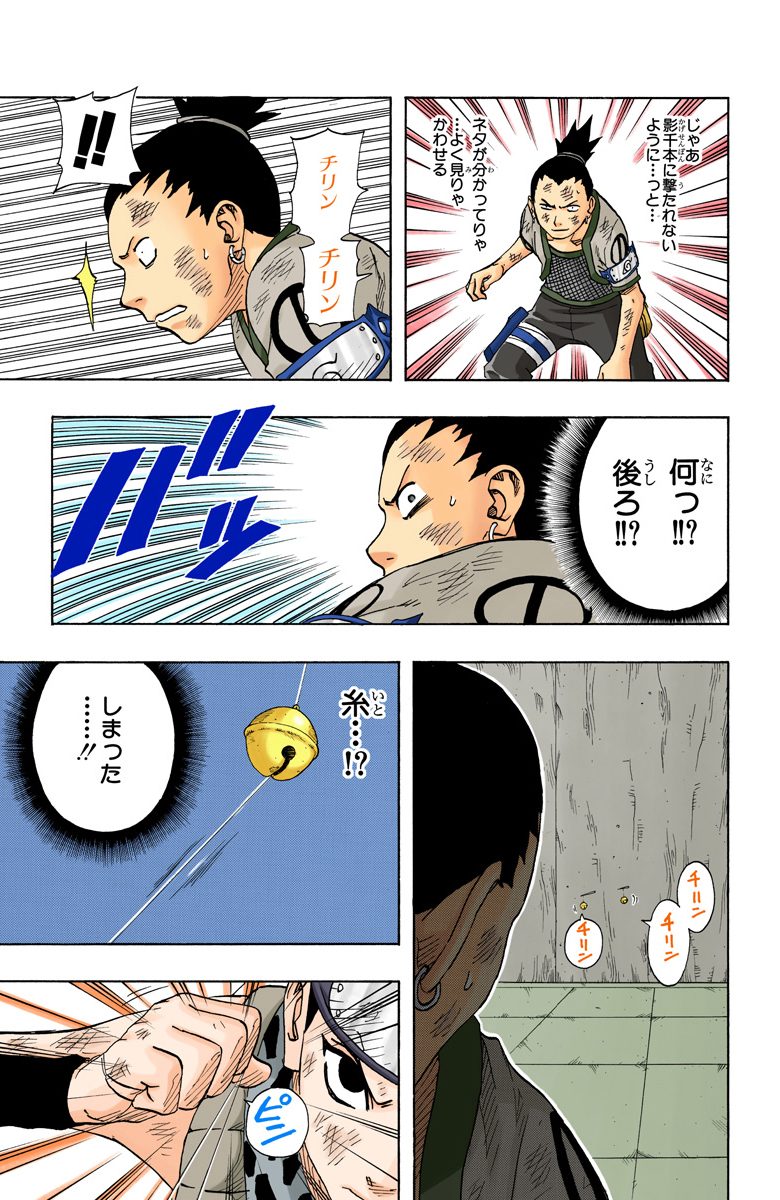 じゃあ
影千本に撃たれない
ように…っと…
ネタが分かってりゃ
…よく見りゃ
かわせる
チリン
チリン
!!
何っ!!?
後ろ!!?
バッ
チリン
チリン
チリン
糸…!?
しまった
……!!
ピン